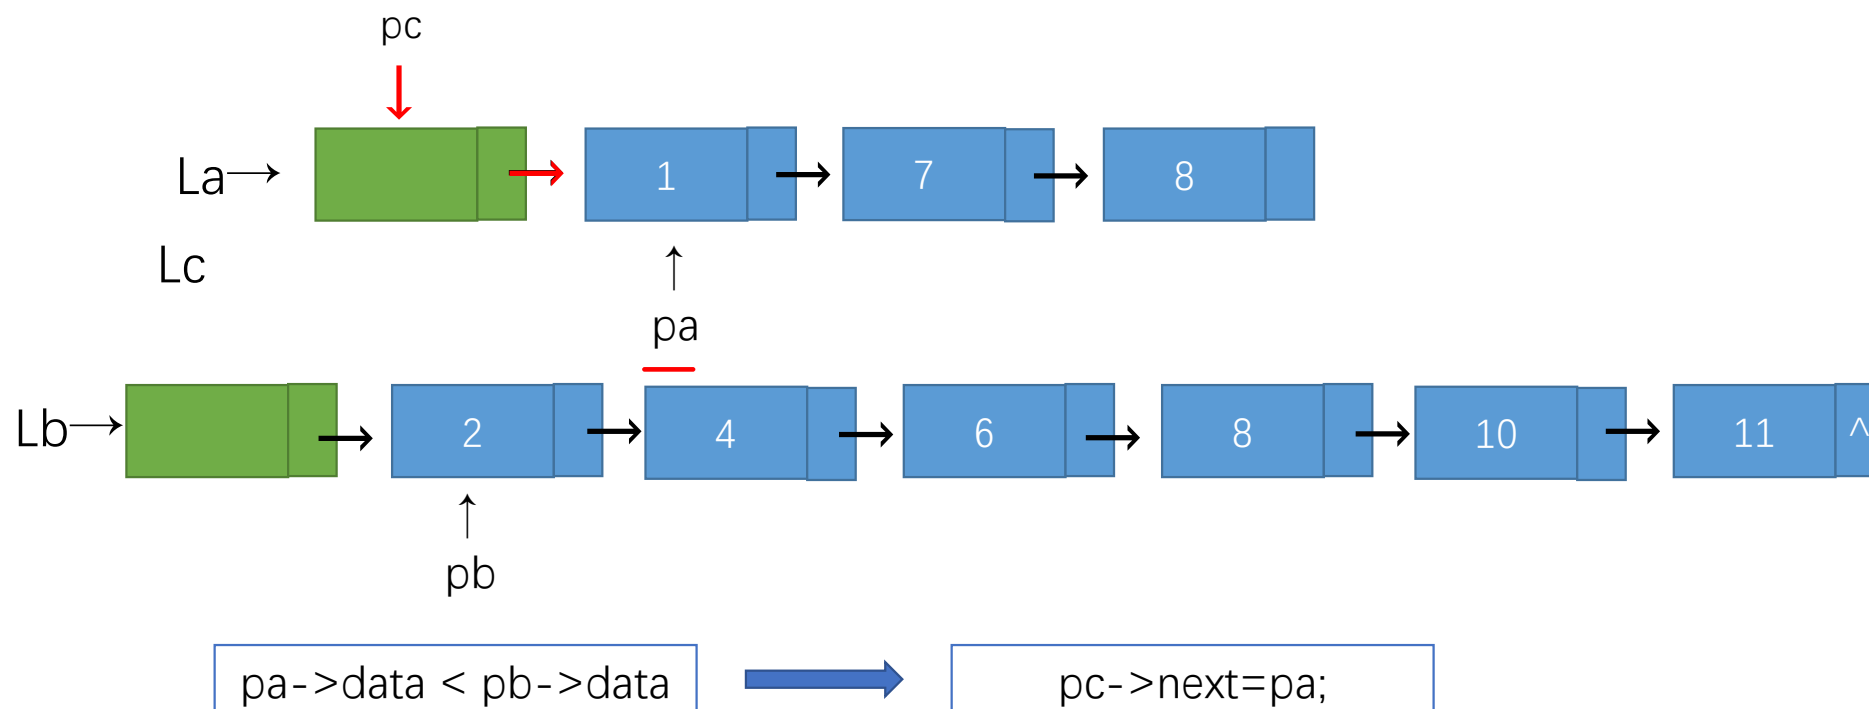 pc
La→
1 7 8
Lc
pa
Lb→
2 4 6 8 10 11 ^
pb
pa->data < pb->data
pc->next=pa;